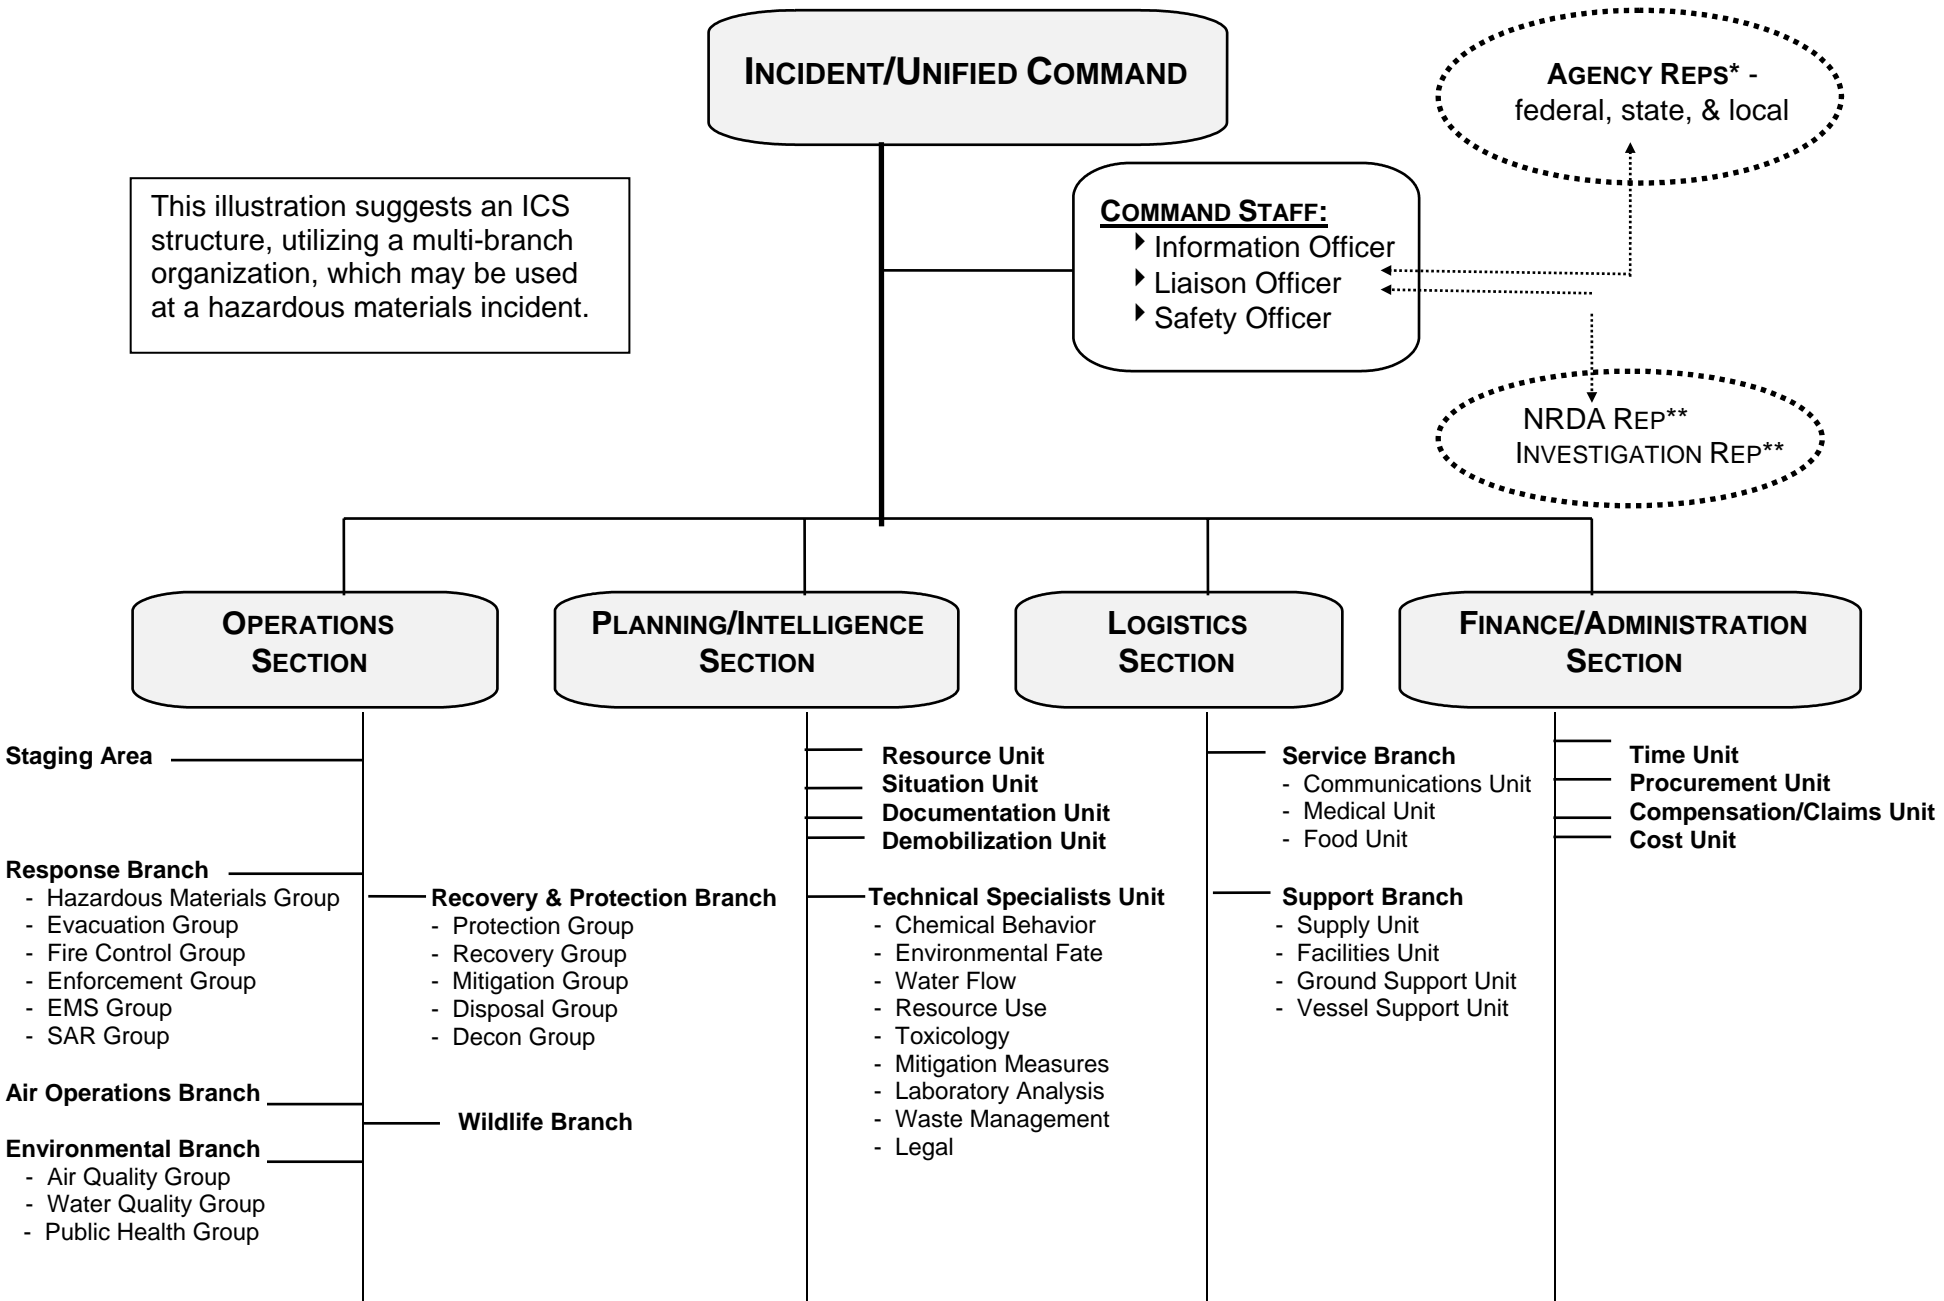 INCIDENT/UNIFIED COMMAND
AGENCY REPS* -
federal, state, & local
This illustration suggests an ICS
structure, utilizing a multi-branch
organization, which may be used
at a hazardous materials incident.
COMMAND STAFF:
Information Officer
Liaison Officer
Safety Officer
NRDA REP**
INVESTIGATION REP**
OPERATIONS
SECTION
PLANNING/INTELLIGENCE
SECTION
LOGISTICS
SECTION
FINANCE/ADMINISTRATION
SECTION
Staging Area
Response Branch
- Hazardous Materials Group
- Evacuation Group
- Fire Control Group
- Enforcement Group
- EMS Group
- SAR Group
Air Operations Branch
Environmental Branch
- Air Quality Group
- Water Quality Group
- Public Health Group
Recovery & Protection Branch
- Protection Group
- Recovery Group
- Mitigation Group
- Disposal Group
- Decon Group
Wildlife Branch
Resource Unit
Situation Unit
Documentation Unit
Demobilization Unit
Technical Specialists Unit
- Chemical Behavior
- Environmental Fate
- Water Flow
- Resource Use
- Toxicology
- Mitigation Measures
- Laboratory Analysis
- Waste Management
- Legal
Service Branch
- Communications Unit
- Medical Unit
- Food Unit
Support Branch
- Supply Unit
- Facilities Unit
- Ground Support Unit
- Vessel Support Unit
Time Unit
Procurement Unit
Compensation/Claims Unit
Cost Unit